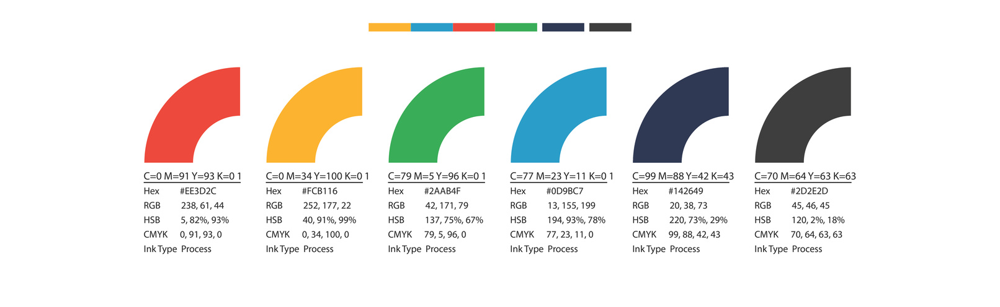 C=0 M=91 Y=93 K=0 1
Hex #EE3D2C
RGB 238, 61, 44
HSB 5, 82%, 93%
CMYK 0, 91, 93, 0
Ink Type Process
C=0 M=34 Y=100 K=0 1
Hex #FCB116
RGB 252, 177, 22
HSB 40, 91%, 99%
CMYK 0, 34, 100, 0
Ink Type Process
C=79 M=5 Y=96 K=0 1
Hex #2AAB4F
RGB 42, 171, 79
HSB 137, 75%, 67%
CMYK 79, 5, 96, 0
Ink Type Process
C=77 M=23 Y=11 K=0 1
Hex #0D9BC7
RGB 13, 155, 199
HSB 194, 93%, 78%
CMYK 77, 23, 11, 0
Ink Type Process
C=99 M=88 Y=42 K=43
Hex #142649
RGB 20, 38, 73
HSB 220, 73%, 29%
CMYK 99, 88, 42, 43
Ink Type Process
C=70 M=64 Y=63 K=63
Hex #2D2E2D
RGB 45, 46, 45
HSB 120, 2%, 18%
CMYK 70, 64, 63, 63
Ink Type Process